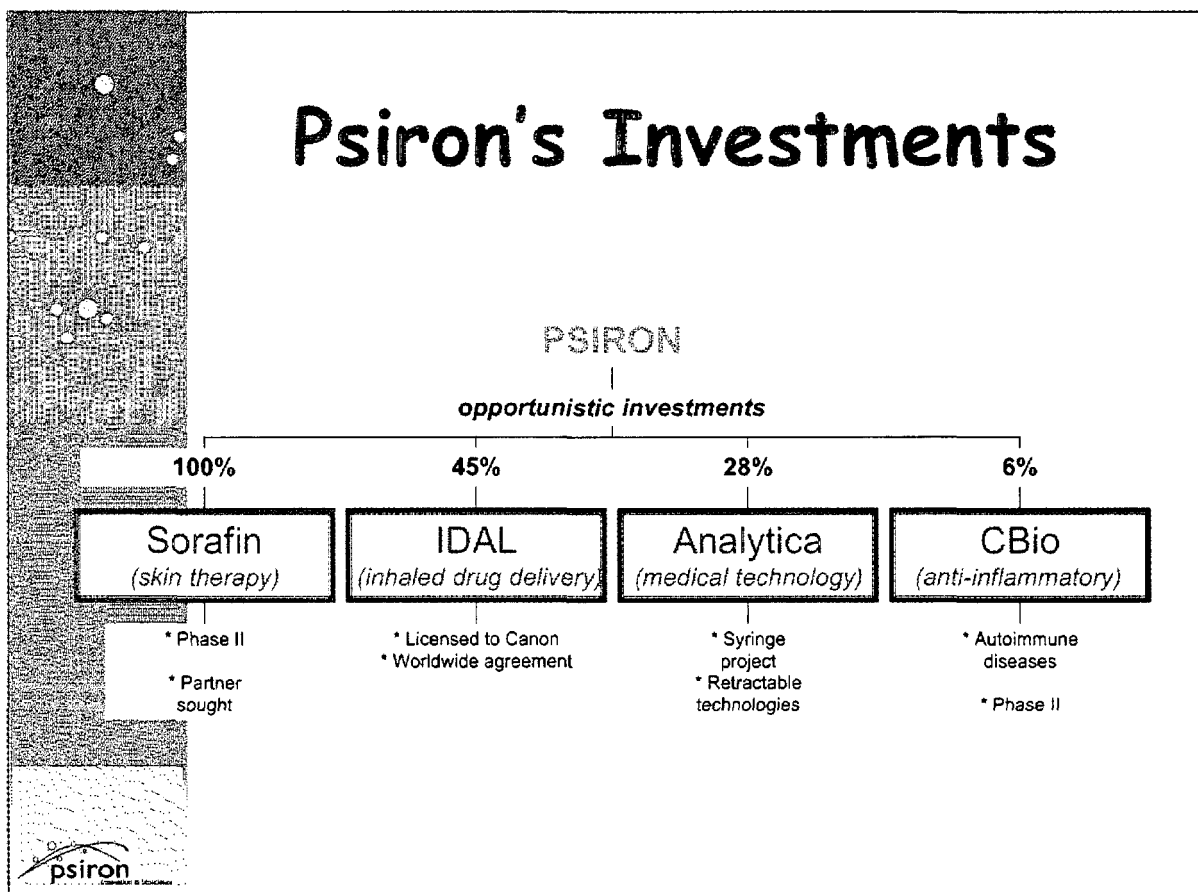 Psiron's Investments
PSIRON
opportunistic investments
100%
45%
28%
6%
Sorafin
(skin therapy)
IDAL
(inhaled drug delivery)
Analytica
(medical technology)
CBio
(anti-inflammatory)
* Phase II
* Partner
sought
* Licensed to Canon
* Worldwide agreement
* Syringe
project
* Retractable
technologies
* Autoimmune
diseases
* Phase II
psiron